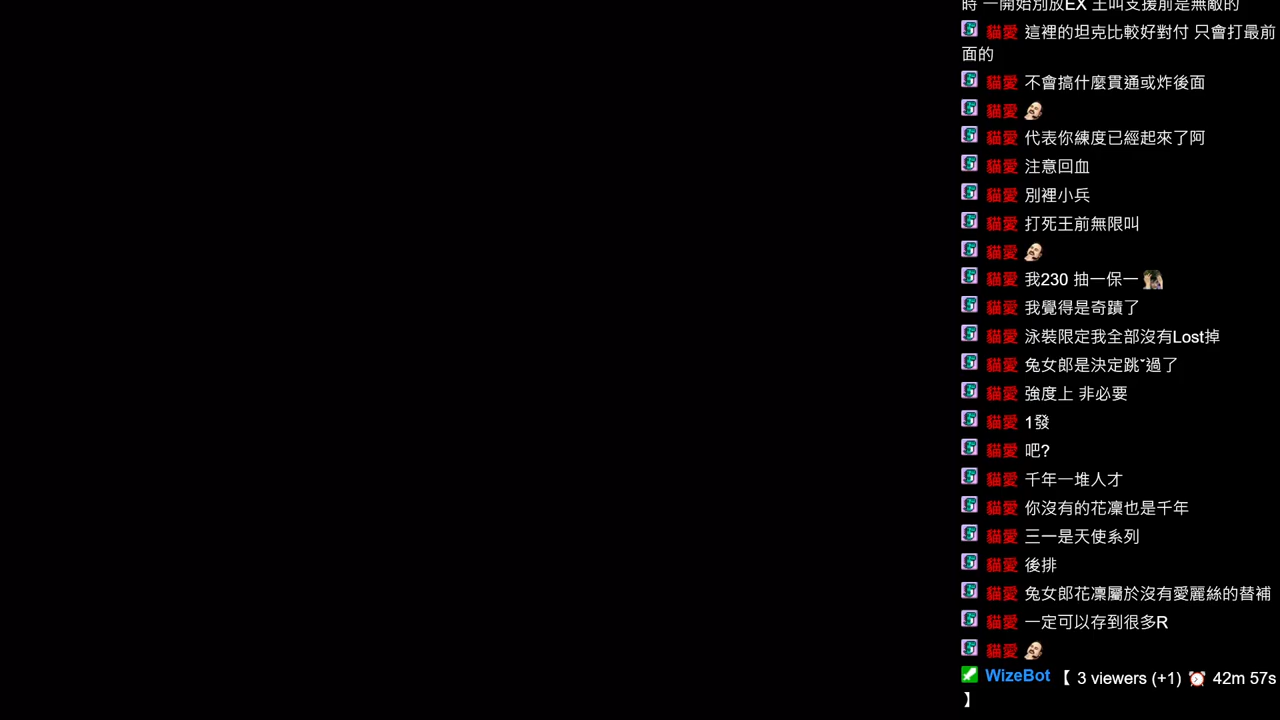 時 一開始別放EX 王叫支援前是無敵的
貓愛 這裡的坦克比較好對付 只會打最前
面的
貓愛 不會搞什麼貫通或炸後面
貓愛
貓愛 代表你練度已經起來了阿
貓愛 注意回血
貓愛 別裡小兵
貓愛 打死王前無限叫
貓愛
貓愛 我230 抽一保一
貓愛 我覺得是奇蹟了
貓愛 泳裝限定我全部沒有Lost掉
貓愛 兔女郎是決定跳ˇ過了
貓愛 強度上 非必要
貓愛 1發
貓愛 吧?
貓愛 千年一堆人才
貓愛 你沒有的花凜也是千年
貓愛 三一是天使系列
貓愛 後排
貓愛 兔女郎花凜屬於沒有愛麗絲的替補
貓愛 一定可以存到很多R
貓愛
WizeBot 【 3 viewers (+1) ⏰ 42m 57s
】